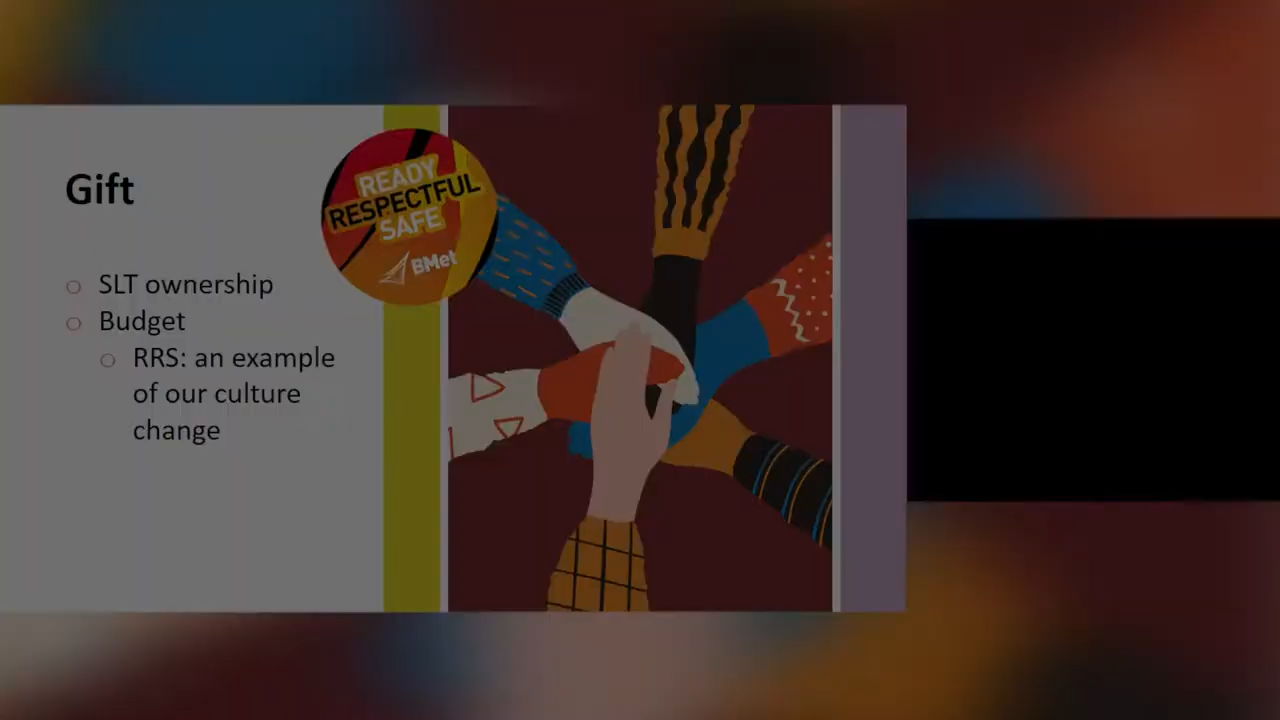 Gift
READY
RESPECTFUL
SAFE
BMet
SLT ownership
Budget
RRS: an example
of our culture
change